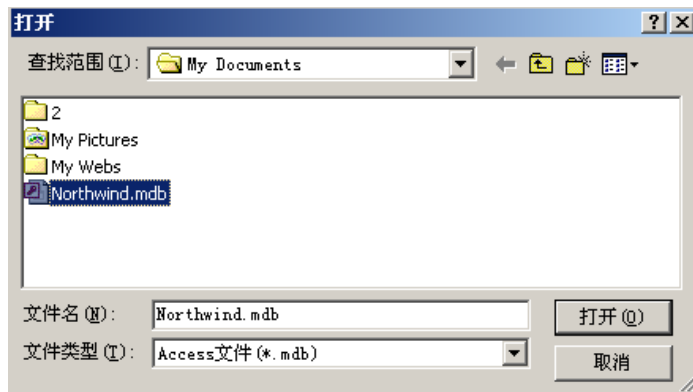 打开
查找范围(I): My Documents
2
My Pictures
My Webs
Northwind.mdb
文件名(N): Northwind.mdb 打开(O)
文件类型(T): Access文件(*.mdb) 取消